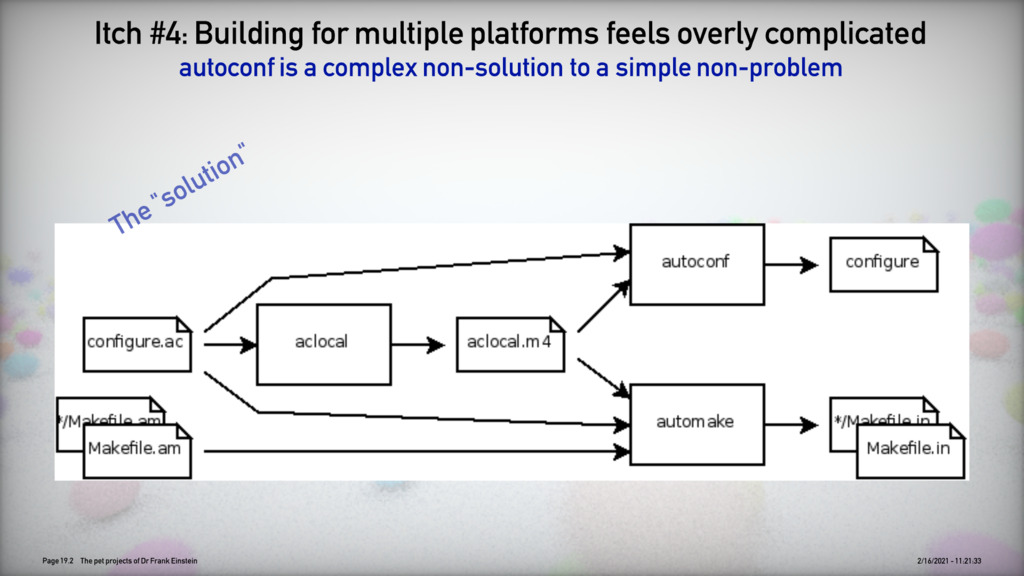 Itch #4: Building for multiple platforms feels overly complicated
autoconf is a complex non-solution to a simple non-problem
The "solution"
autoconf
configure
configure.ac
aclocal
aclocal.m4
*/Makefile.am
Makefile.am
automake
*/Makefile.in
Makefile.in
Page 19.2 The pet projects of Dr Frank Einstein
2/16/2021 - 11:21:33